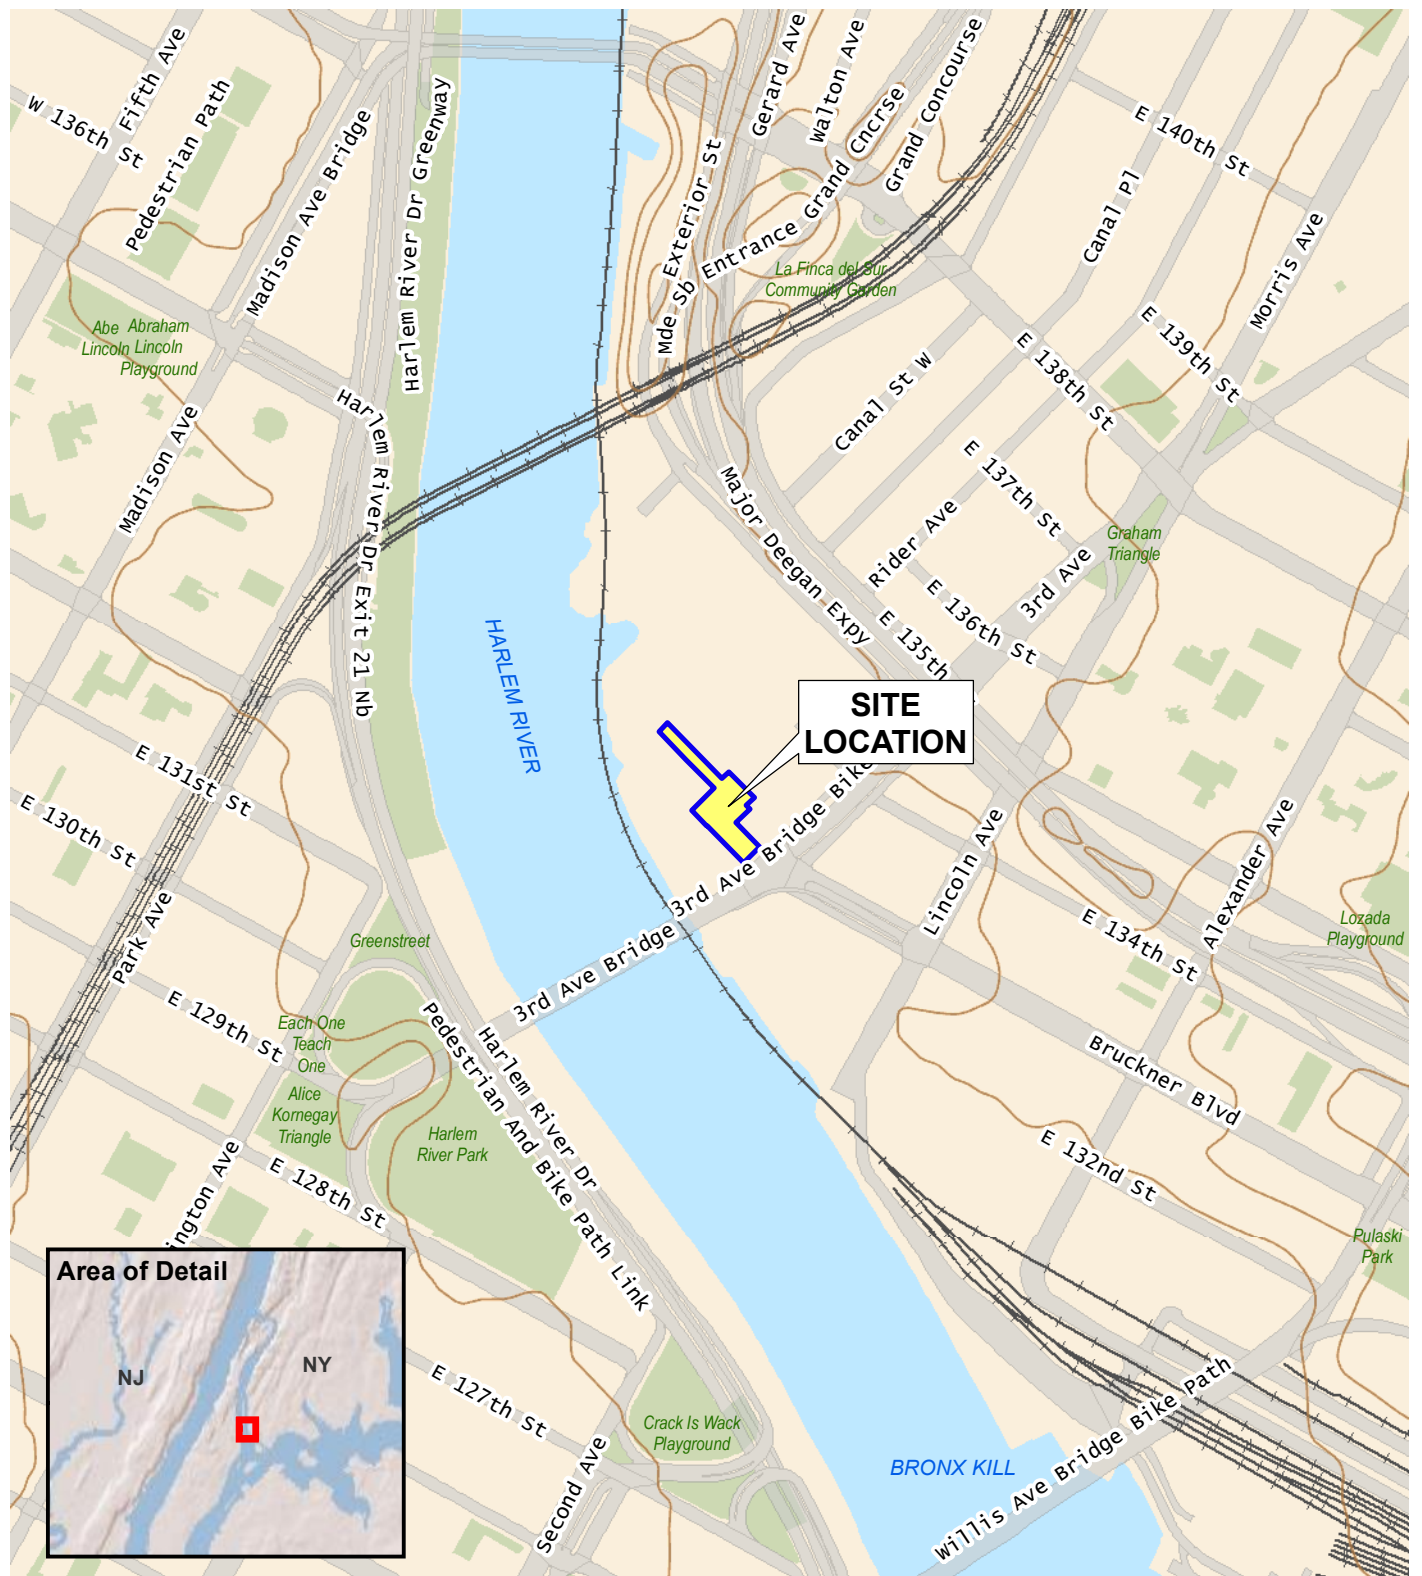 Fifth Ave
W 136th St
Pedestrian Path
Madison Ave Bridge
Harlem River Dr Greenway
Gerard Ave
Walton Ave
Grand Concourse
Mde Sb Entrance Grand Cncrse
Exterior St
E 140th St
Canal Pl
Morris Ave
La Finca del Sur
Community Garden
Abe
Lincoln
Abraham
Lincoln
Playground
Harlem River Dr Exit 21 Nb
Madison Ave
E 139th St
E 138th St
Canal St W
E 137th St
Rider Ave
Major Deegan Expy
Graham
Triangle
3rd Ave
E 136th St
E 135th
HARLEM RIVER
SITE
LOCATION
E 131st St
E 130th St
3rd Ave Bridge Bike
3rd Ave Bridge
Lincoln Ave
Alexander Ave
E 134th St
Lozada
Playground
Park Ave
Greenstreet
E 129th St
Each One
Teach
One
Alice
Kornegay
Triangle
Harlem
River Park
Harlem River Dr
Pedestrian And Bike Path Link
Bruckner Blvd
E 132nd St
E 128th St
ington Ave
Pulaski
Park
Area of Detail
NJ
NY
E 127th St
Second Ave
Crack Is Wack
Playground
BRONX KILL
Willis Ave Bridge Bike Path